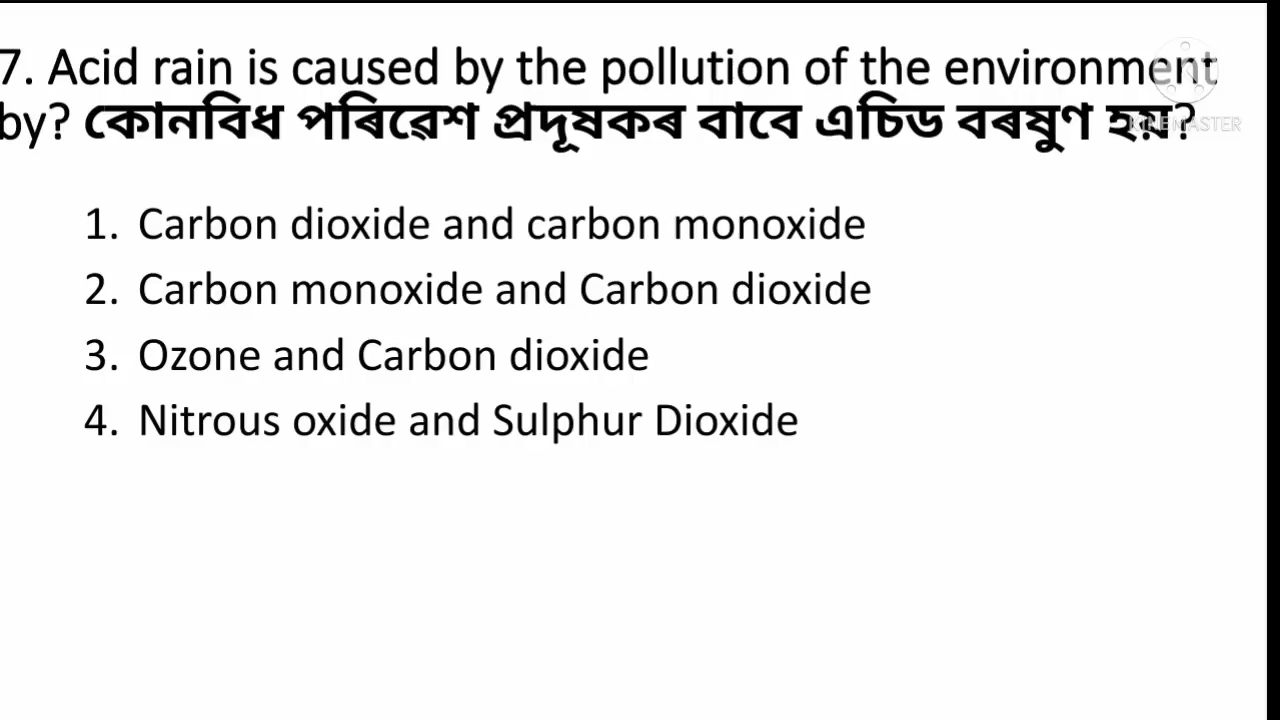 7. Acid rain is caused by the pollution of the environment
by? কোনবিধ পৰিৱেশ প্ৰদূষকৰ বাবে এচিড বৰষুণ হয়?
KINEMASTER
1. Carbon dioxide and carbon monoxide
2. Carbon monoxide and Carbon dioxide
3. Ozone and Carbon dioxide
4. Nitrous oxide and Sulphur Dioxide